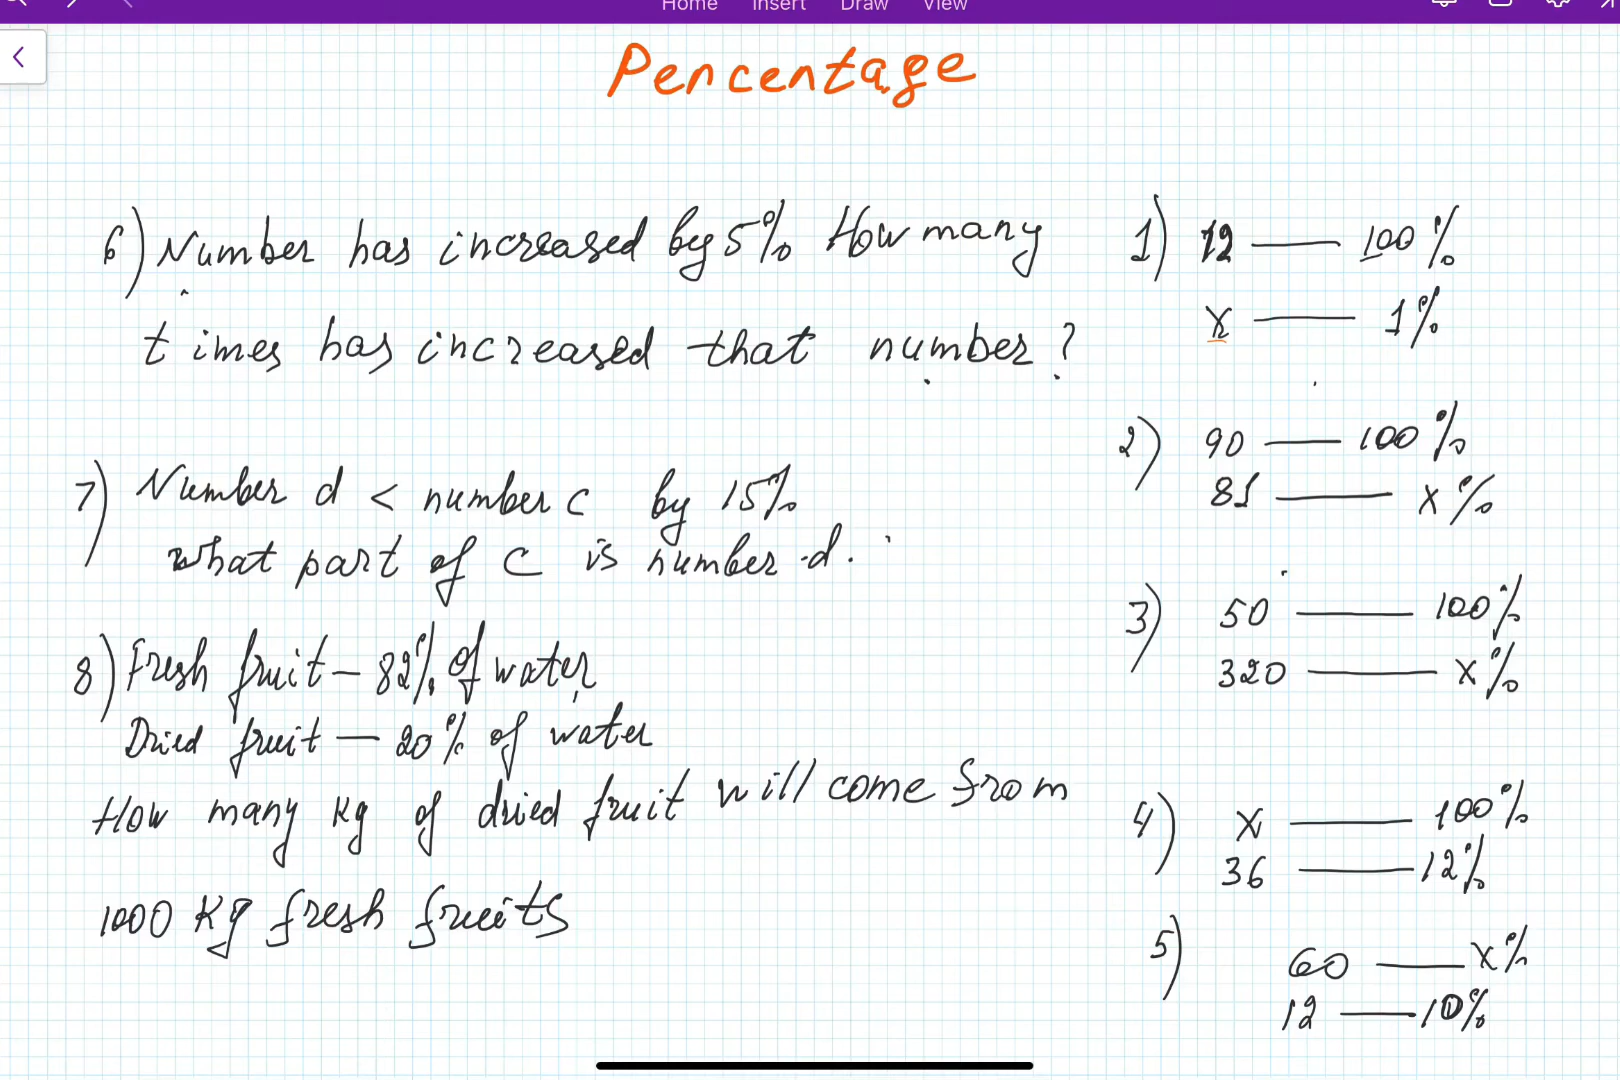 Home Insert Draw View
Percentage
6) Number has increased by 5% How many
times has increased that number?
7) Number d < number c by 15%
what part of c is number d.
8) Fresh fruit - 82% of water
Dried fruit - 20% of water
How many kg of dried fruit will come from
1000 kg fresh fruits
1) 12 — 100%
x — 1%
2) 90 — 100%
81 — x%
3) 50 — 100%
320 — x%
4) x — 100%
36 — 12%
5) 60 — x%
12 — 10%